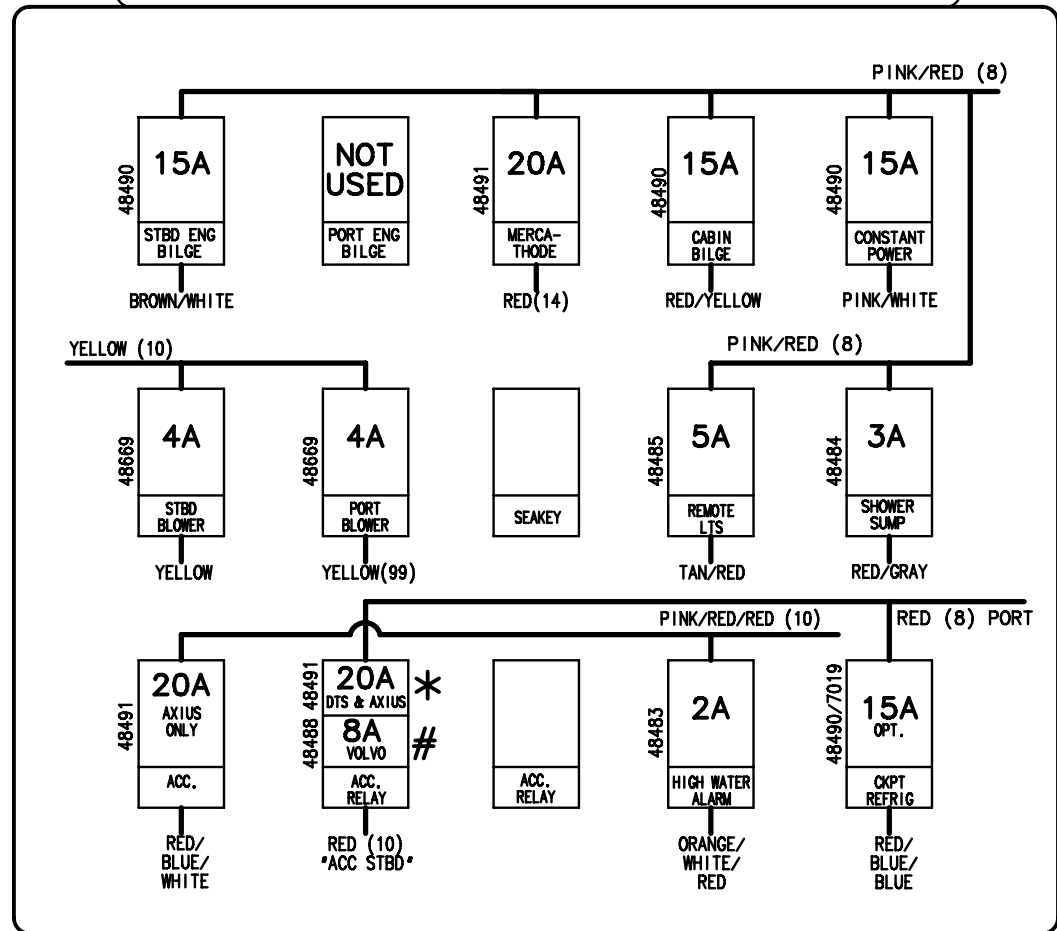 PINK/RED (8)
48490
15A
STBD ENG
BILGE
BROWN/WHITE
NOT
USED
PORT ENG
BILGE
48491
20A
MERCA-
THODE
RED(14)
48490
15A
CABIN
BILGE
RED/YELLOW
48490
15A
CONSTANT
POWER
PINK/WHITE
YELLOW (10)
PINK/RED (8)
48669
4A
STBD
BLOWER
YELLOW
48669
4A
PORT
BLOWER
YELLOW(99)
SEAKEY
48485
5A
REMOTE
LTS
TAN/RED
48484
3A
SHOWER
SUMP
RED/GRAY
PINK/RED/RED (10)
RED (8) PORT
48491
20A
AXIUS
ONLY
ACC.
RED/
BLUE/
WHITE
48491
20A *
DTS & AXIUS
48488
8A #
VOLVO
ACC.
RELAY
RED (10)
"ACC STBD"
ACC.
RELAY
48483
2A
HIGH WATER
ALARM
ORANGE/
WHITE/
RED
48490/7019
15A
OPT.
CKPT
REFRIG
RED/
BLUE/
BLUE